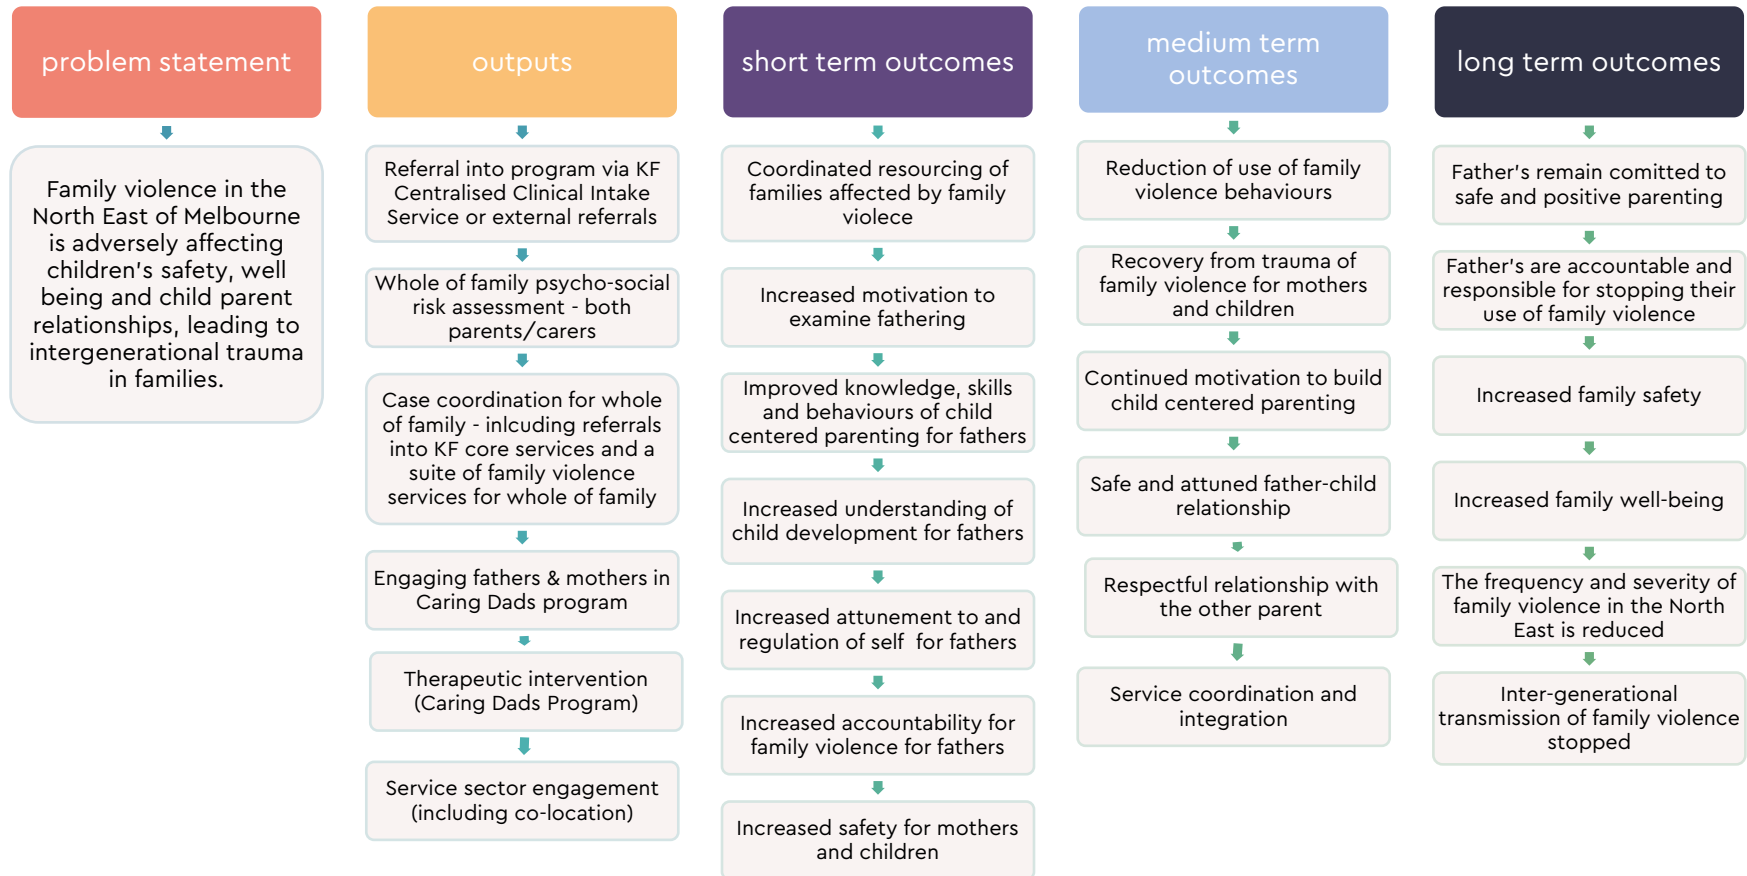 problem statement
Family violence in the
North East of Melbourne
is adversely affecting
children's safety, well
being and child parent
relationships, leading to
intergenerational trauma
in families.
outputs
Referral into program via KF
Centralised Clinical Intake
Service or external referrals
Whole of family psycho-social
risk assessment - both
parents/carers
Case coordination for whole
of family - inlcuding referrals
into KF core services and a
suite of family violence
services for whole of family
Engaging fathers & mothers in
Caring Dads program
Therapeutic intervention
(Caring Dads Program)
Service sector engagement
(including co-location)
short term outcomes
Coordinated resourcing of
families affected by family
violece
Increased motivation to
examine fathering
Improved knowledge, skills
and behaviours of child
centered parenting for fathers
Increased understanding of
child development for fathers
Increased attunement to and
regulation of self for fathers
Increased accountability for
family violence for fathers
Increased safety for mothers
and children
medium term
outcomes
Reduction of use of family
violence behaviours
Recovery from trauma of
family violence for mothers
and children
Continued motivation to build
child centered parenting
Safe and attuned father-child
relationship
Respectful relationship with
the other parent
Service coordination and
integration
long term outcomes
Father's remain comitted to
safe and positive parenting
Father's are accountable and
responsible for stopping their
use of family violence
Increased family safety
Increased family well-being
The frequency and severity of
family violence in the North
East is reduced
Inter-generational
transmission of family violence
stopped